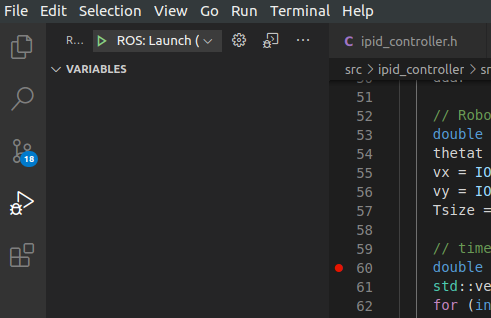 File Edit Selection View Go Run Terminal Help
R... ROS: Launch ( ...
C ipid_controller.h
src > ipid_controller >
VARIABLES
51
52 // Robo
53 double
54 thetat
55 vx = IO
56 vy = IO
57 Tsize =
58
59 // time
60 double
61 std::ve
62 for (in
18